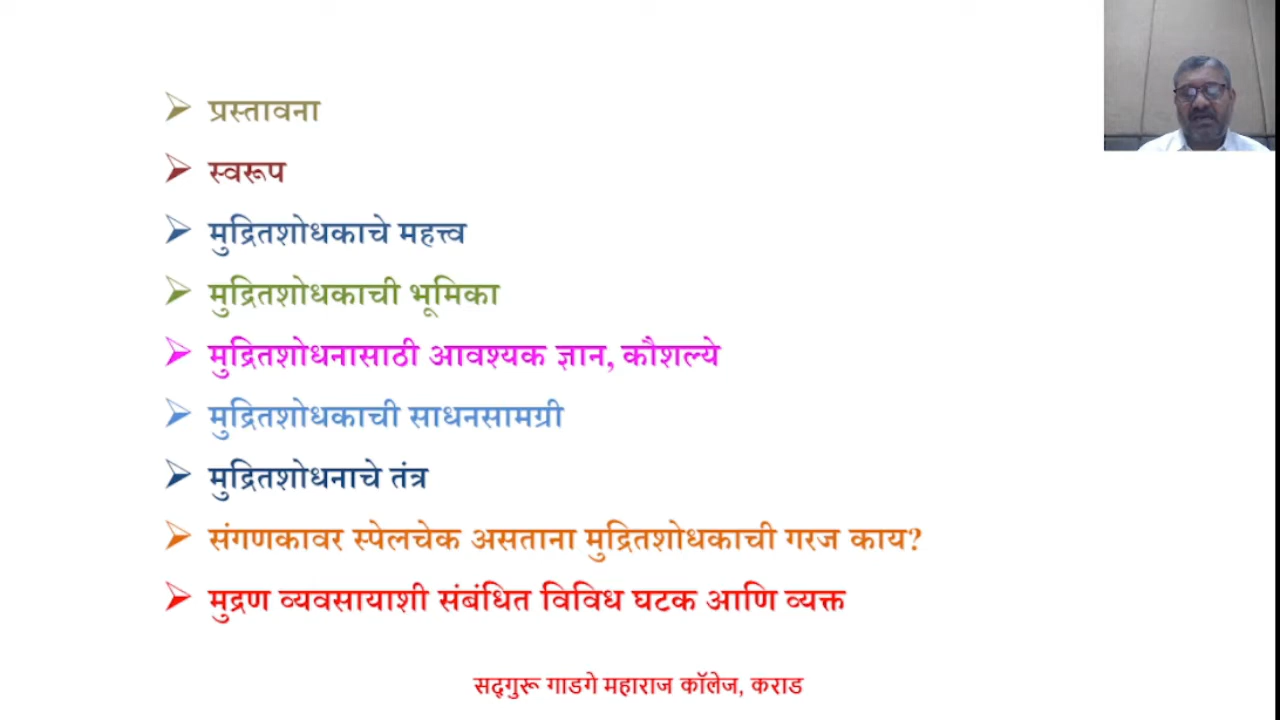 प्रस्तावना
स्वरूप
मुद्रितशोधकाचे महत्त्व
मुद्रितशोधकाची भूमिका
मुद्रितशोधनासाठी आवश्यक ज्ञान, कौशल्ये
मुद्रितशोधकाची साधनसामग्री
मुद्रितशोधनाचे तंत्र
संगणकावर स्पेलचेक असताना मुद्रितशोधकाची गरज काय?
मुद्रण व्यवसायाशी संबंधित विविध घटक आणि व्यक्त
सद्‌गुरू गाडगे महाराज कॉलेज, कराड